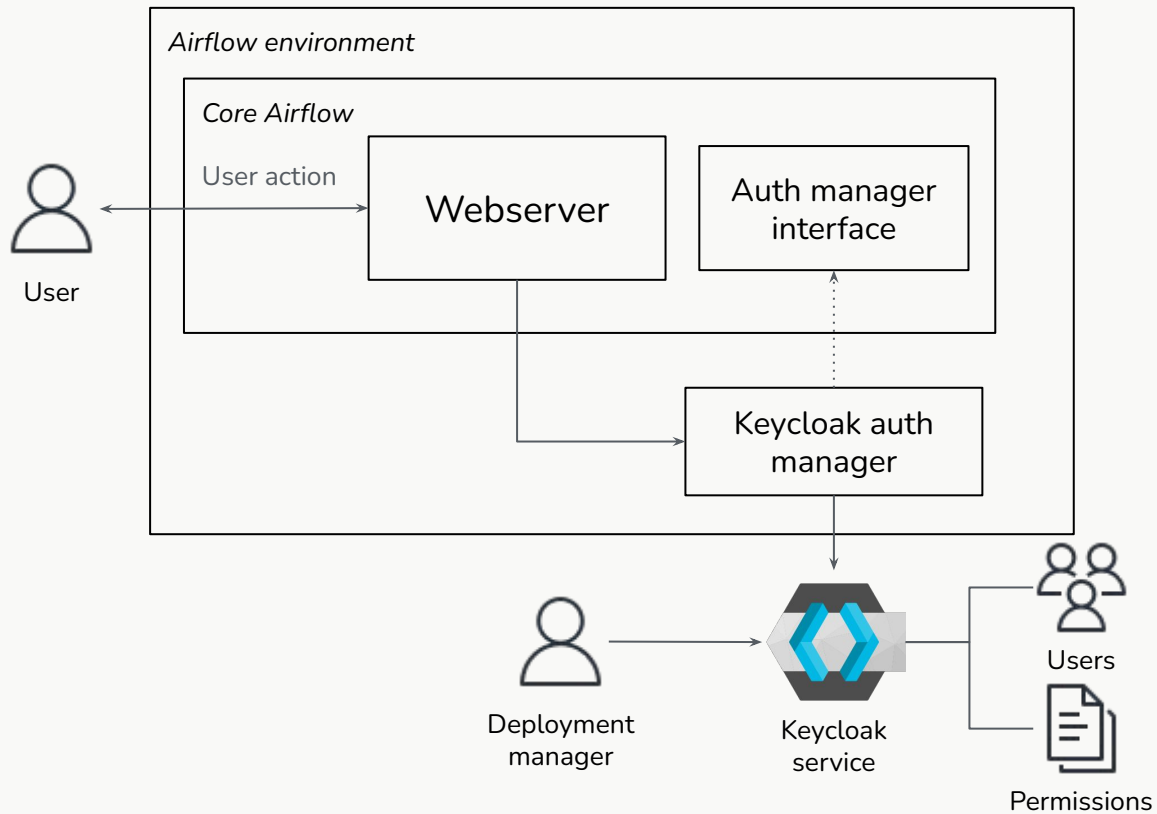 Airflow environment
Core Airflow
User action
Webserver
Auth manager
interface
User
Keycloak auth
manager
Users
Deployment
manager
Keycloak
service
Permissions